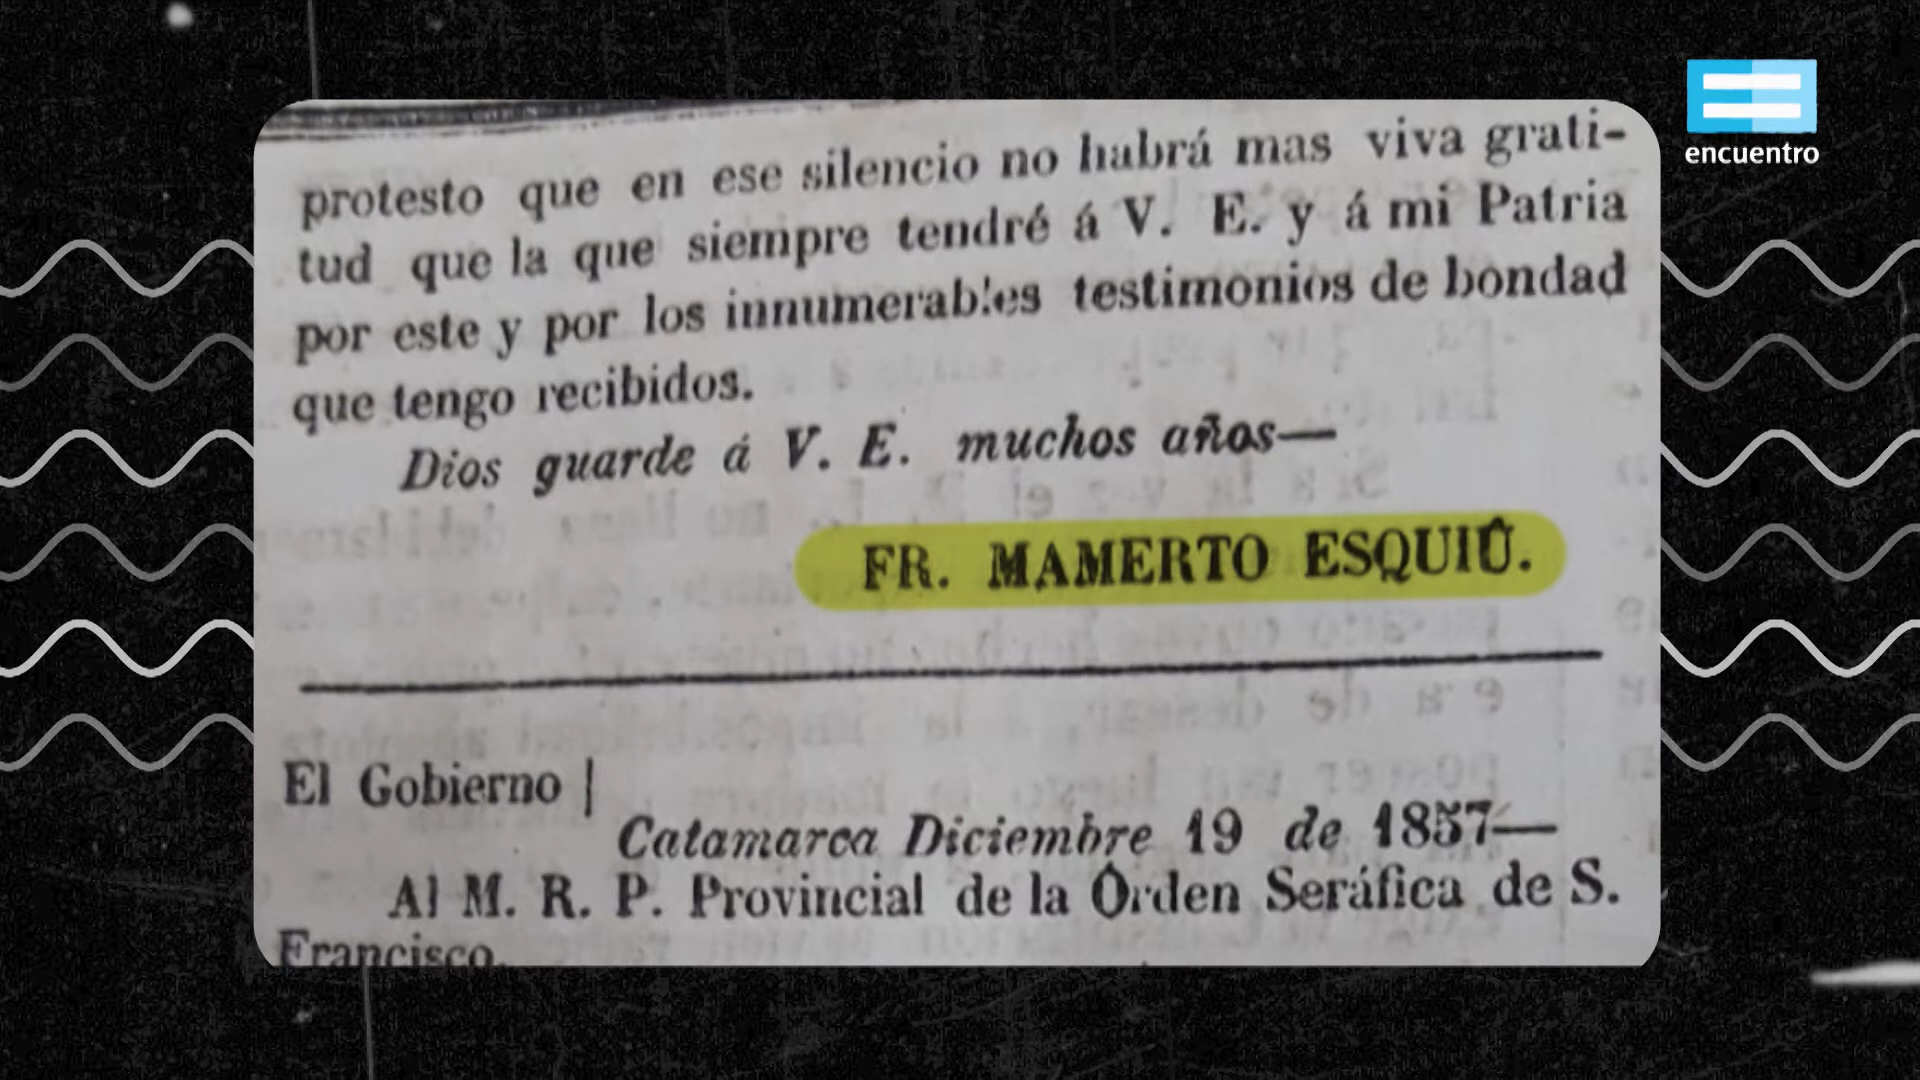 encuentro
protesto que en ese silencio no habrá mas viva grati-
tud que la que siempre tendré á V. E. y á mi Patria
por este y por los innumerables testimonios de bondad
que tengo recibidos.
Dios guarde á V. E. muchos años—
FR. MAMERTO ESQUIÚ.
El Gobierno |
Catamarca Diciembre 19 de 1857—
Al M. R. P. Provincial de la Órden Seráfica de S.
Francisco.